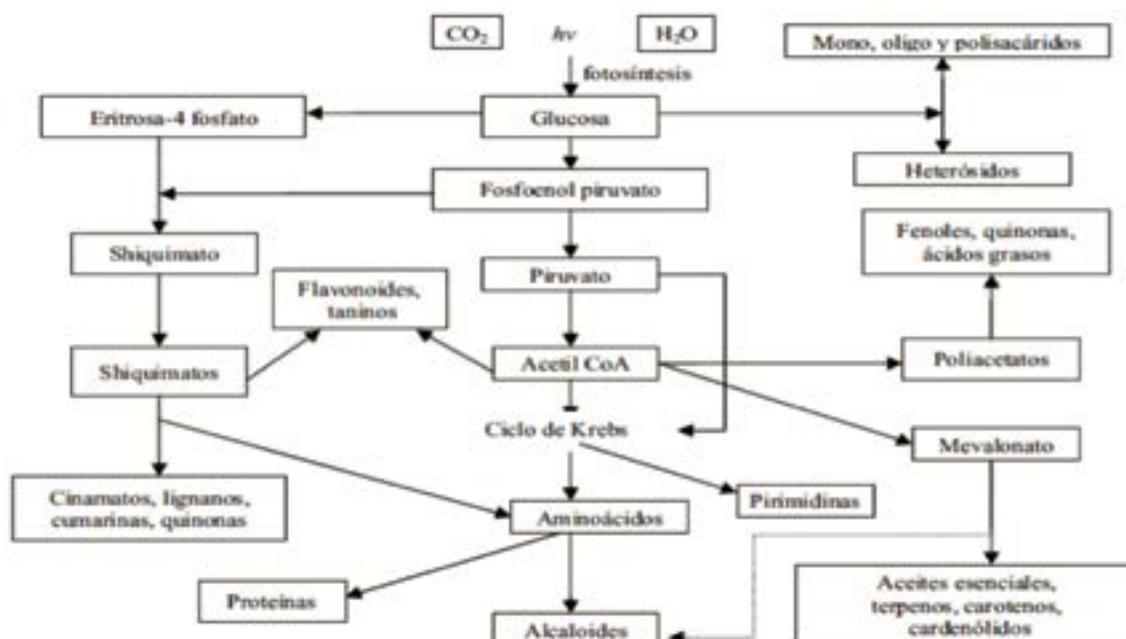 CO₂
hv
H₂O
Mono, oligo y polisacáridos
fotosíntesis
Eritrosa-4 fosfato
Glucosa
Heterósidos
Fosfoenol piruvato
Fenoles, quinonas,
ácidos grasos
Shiquimato
Piruvato
Flavonoides,
taninos
Shiquimatos
Acetil CoA
Poliacetatos
Ciclo de Krebs
Mevalonato
Cinamatos, lignanos,
cumarinas, quinonas
Pirimidinas
Aminoácidos
Proteínas
Aceites esenciales,
terpenos, carotenos,
cardenólidos
Alcaloides